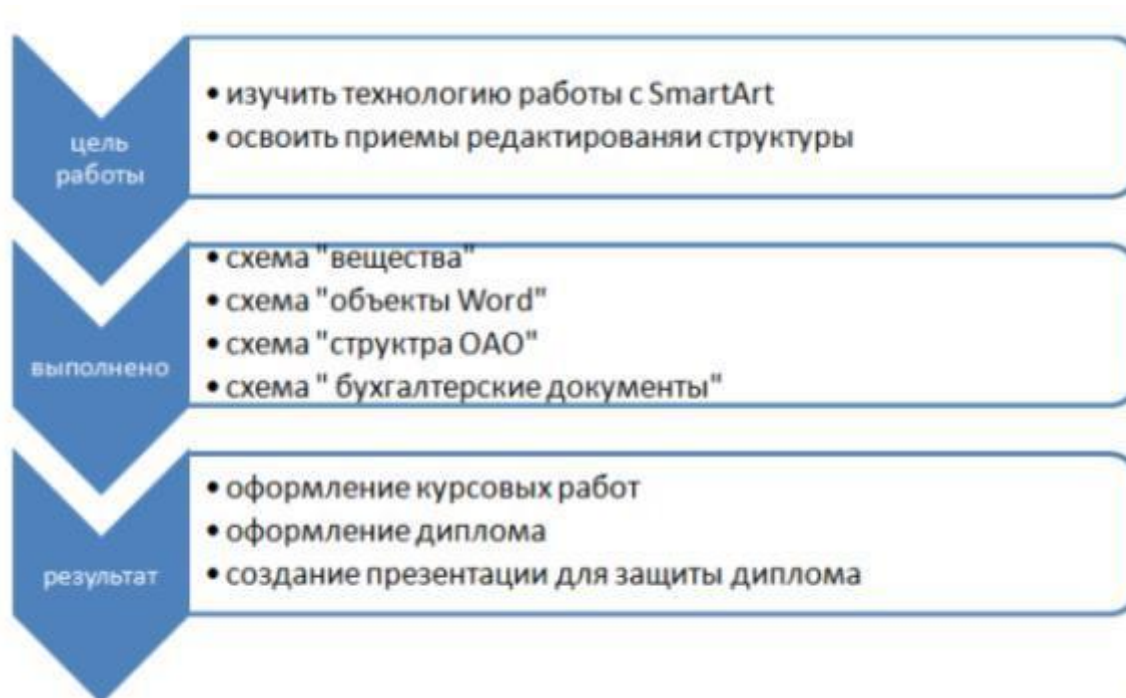 цель
работы
• изучить технологию работы с SmartArt
• освоить приемы редактированяи структуры
выполнено
• схема "вещества"
• схема "объекты Word"
• схема "структра ОАО"
• схема " бухгалтерские документы"
результат
• оформление курсовых работ
• оформление диплома
• создание презентации для защиты диплома